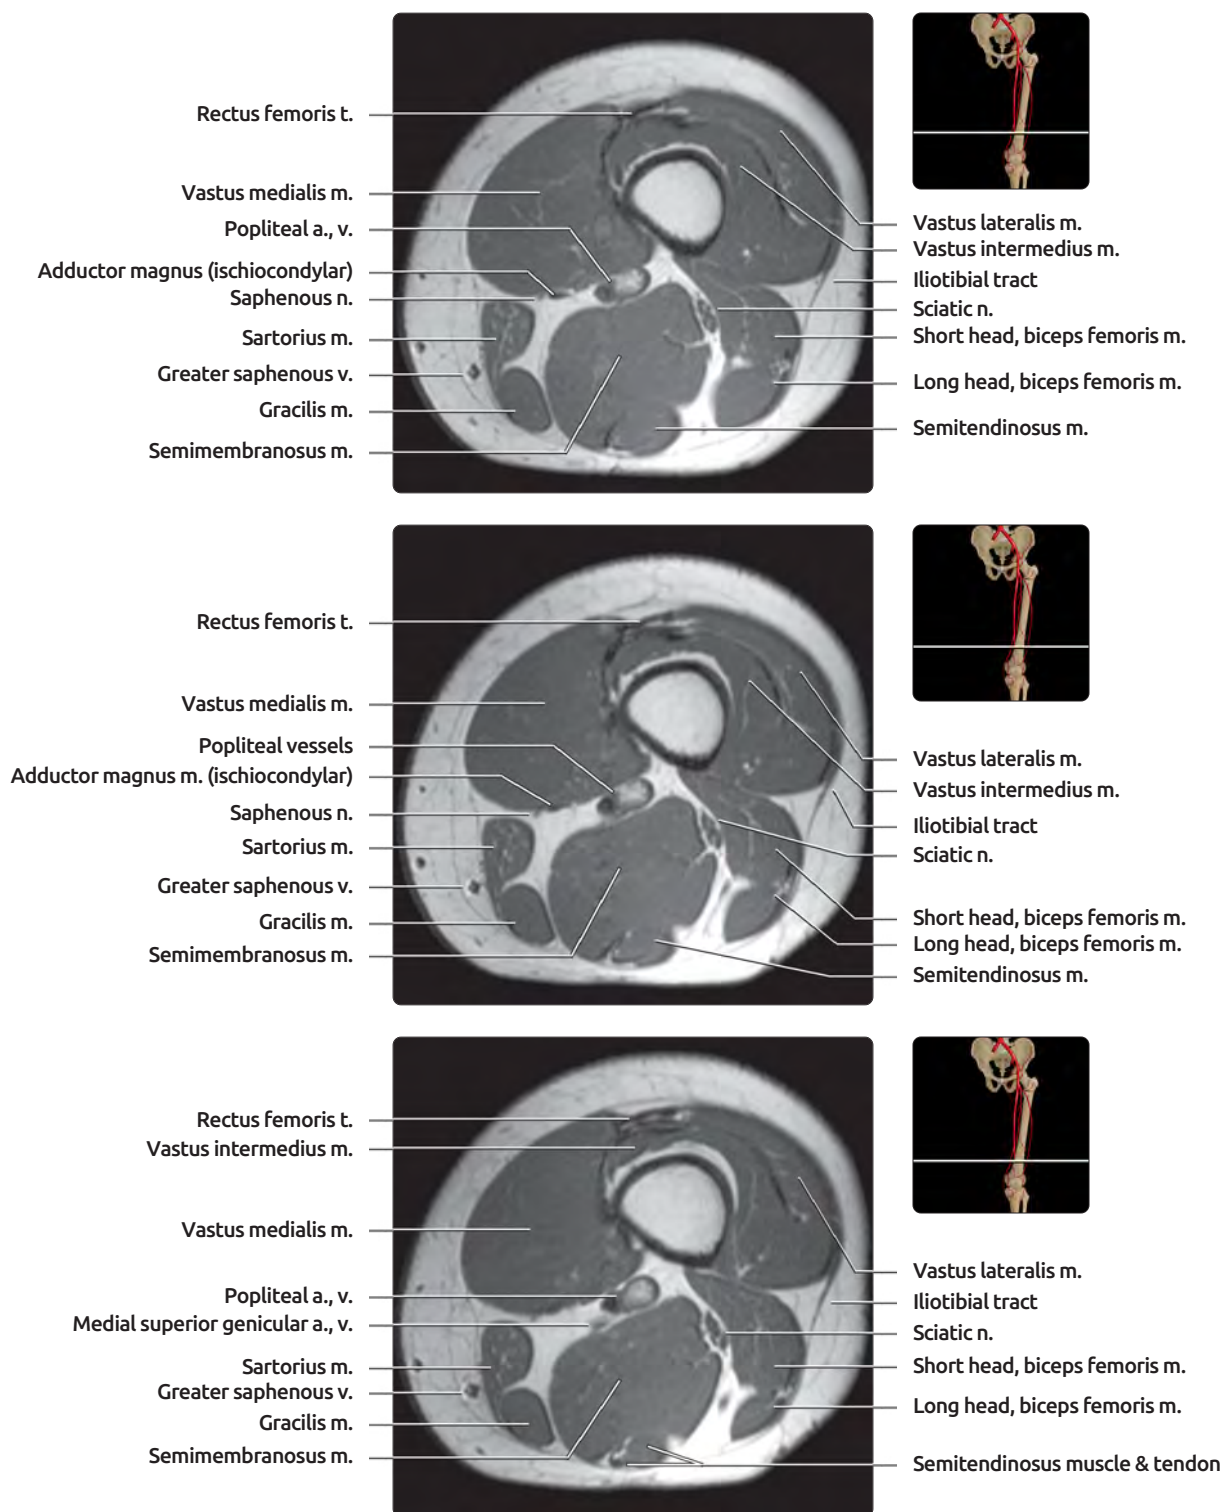 Rectus femoris t.
Vastus medialis m.
Popliteal a., v.
Adductor magnus (ischiocondylar)
Saphenous n.
Sartorius m.
Greater saphenous v.
Gracilis m.
Semimembranosus m.
Vastus lateralis m.
Vastus intermedius m.
Iliotibial tract
Sciatic n.
Short head, biceps femoris m.
Long head, biceps femoris m.
Semitendinosus m.
Rectus femoris t.
Vastus medialis m.
Popliteal vessels
Adductor magnus m. (ischiocondylar)
Saphenous n.
Sartorius m.
Greater saphenous v.
Gracilis m.
Semimembranosus m.
Vastus lateralis m.
Vastus intermedius m.
Iliotibial tract
Sciatic n.
Short head, biceps femoris m.
Long head, biceps femoris m.
Semitendinosus m.
Rectus femoris t.
Vastus intermedius m.
Vastus medialis m.
Popliteal a., v.
Medial superior genicular a., v.
Sartorius m.
Greater saphenous v.
Gracilis m.
Semimembranosus m.
Vastus lateralis m.
Iliotibial tract
Sciatic n.
Short head, biceps femoris m.
Long head, biceps femoris m.
Semitendinosus muscle & tendon